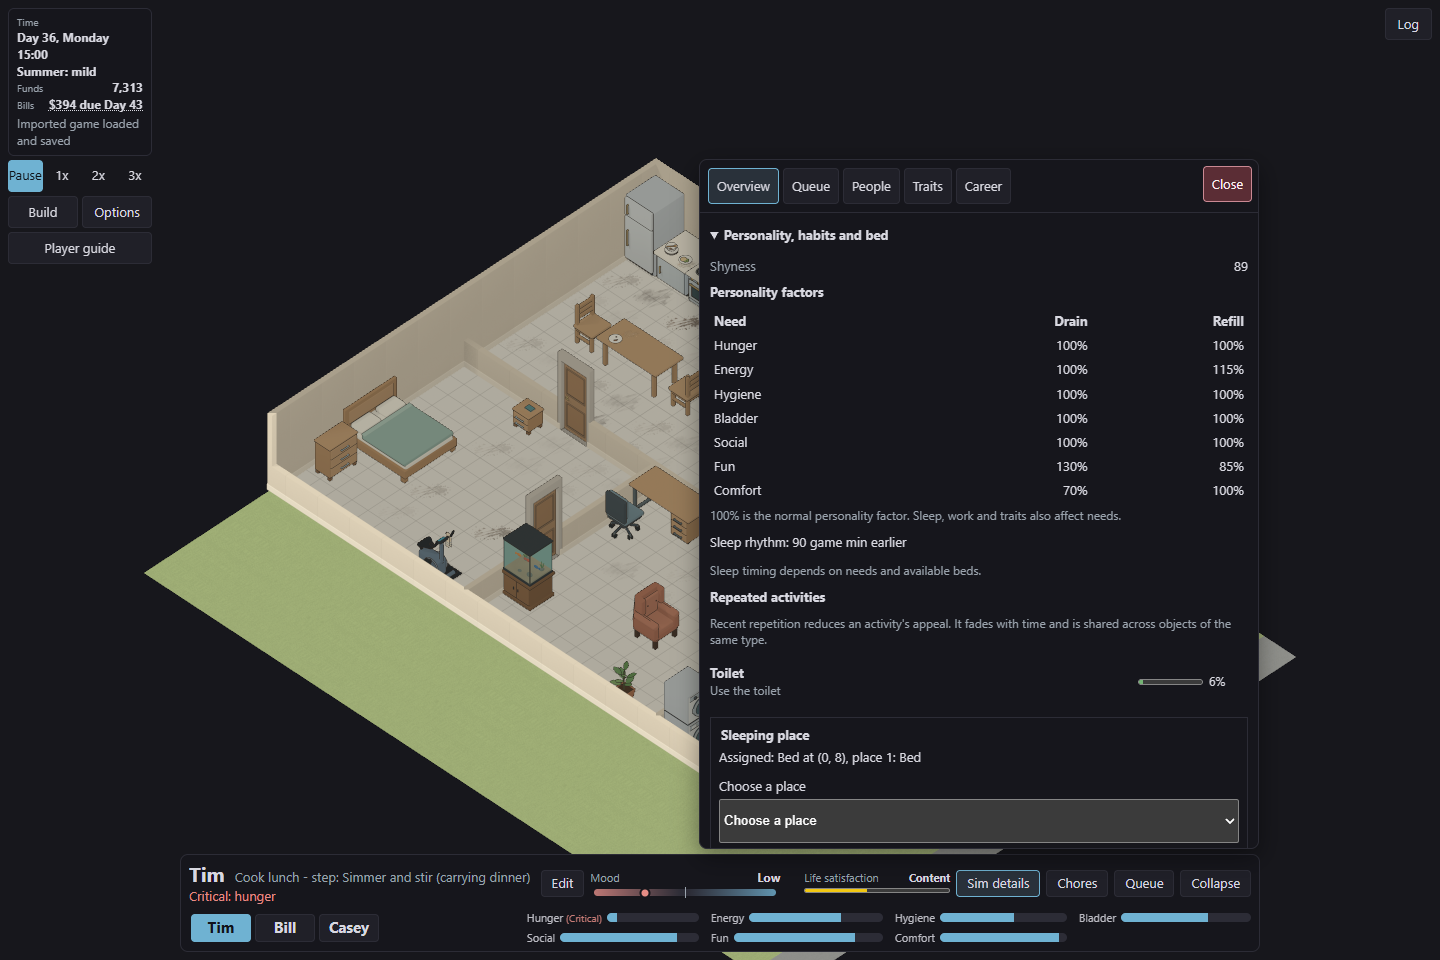 Time
Day 36, Monday
15:00
Summer: mild
Funds 7,313
Bills $394 due Day 43
Imported game loaded
and saved
Pause 1x 2x 3x
Build Options
Player guide
Log
Overview Queue People Traits Career Close
▼ Personality, habits and bed
Shyness 89
Personality factors
Need Drain Refill
Hunger 100% 100%
Energy 100% 115%
Hygiene 100% 100%
Bladder 100% 100%
Social 100% 100%
Fun 130% 85%
Comfort 70% 100%
100% is the normal personality factor. Sleep, work and traits also affect needs.
Sleep rhythm: 90 game min earlier
Sleep timing depends on needs and available beds.
Repeated activities
Recent repetition reduces an activity's appeal. It fades with time and is shared across objects of the
same type.
Toilet
Use the toilet 6%
Sleeping place
Assigned: Bed at (0, 8), place 1: Bed
Choose a place
Choose a place
Tim Cook lunch - step: Simmer and stir (carrying dinner) Edit Mood Low Life satisfaction Content Sim details Chores Queue Collapse
Critical: hunger
Tim Bill Casey
Hunger (Critical) Energy Hygiene Bladder
Social Fun Comfort